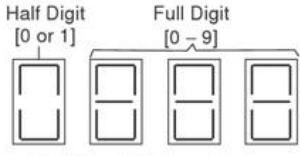 Half Digit Full Digit
[0 or 1] [0 – 9]